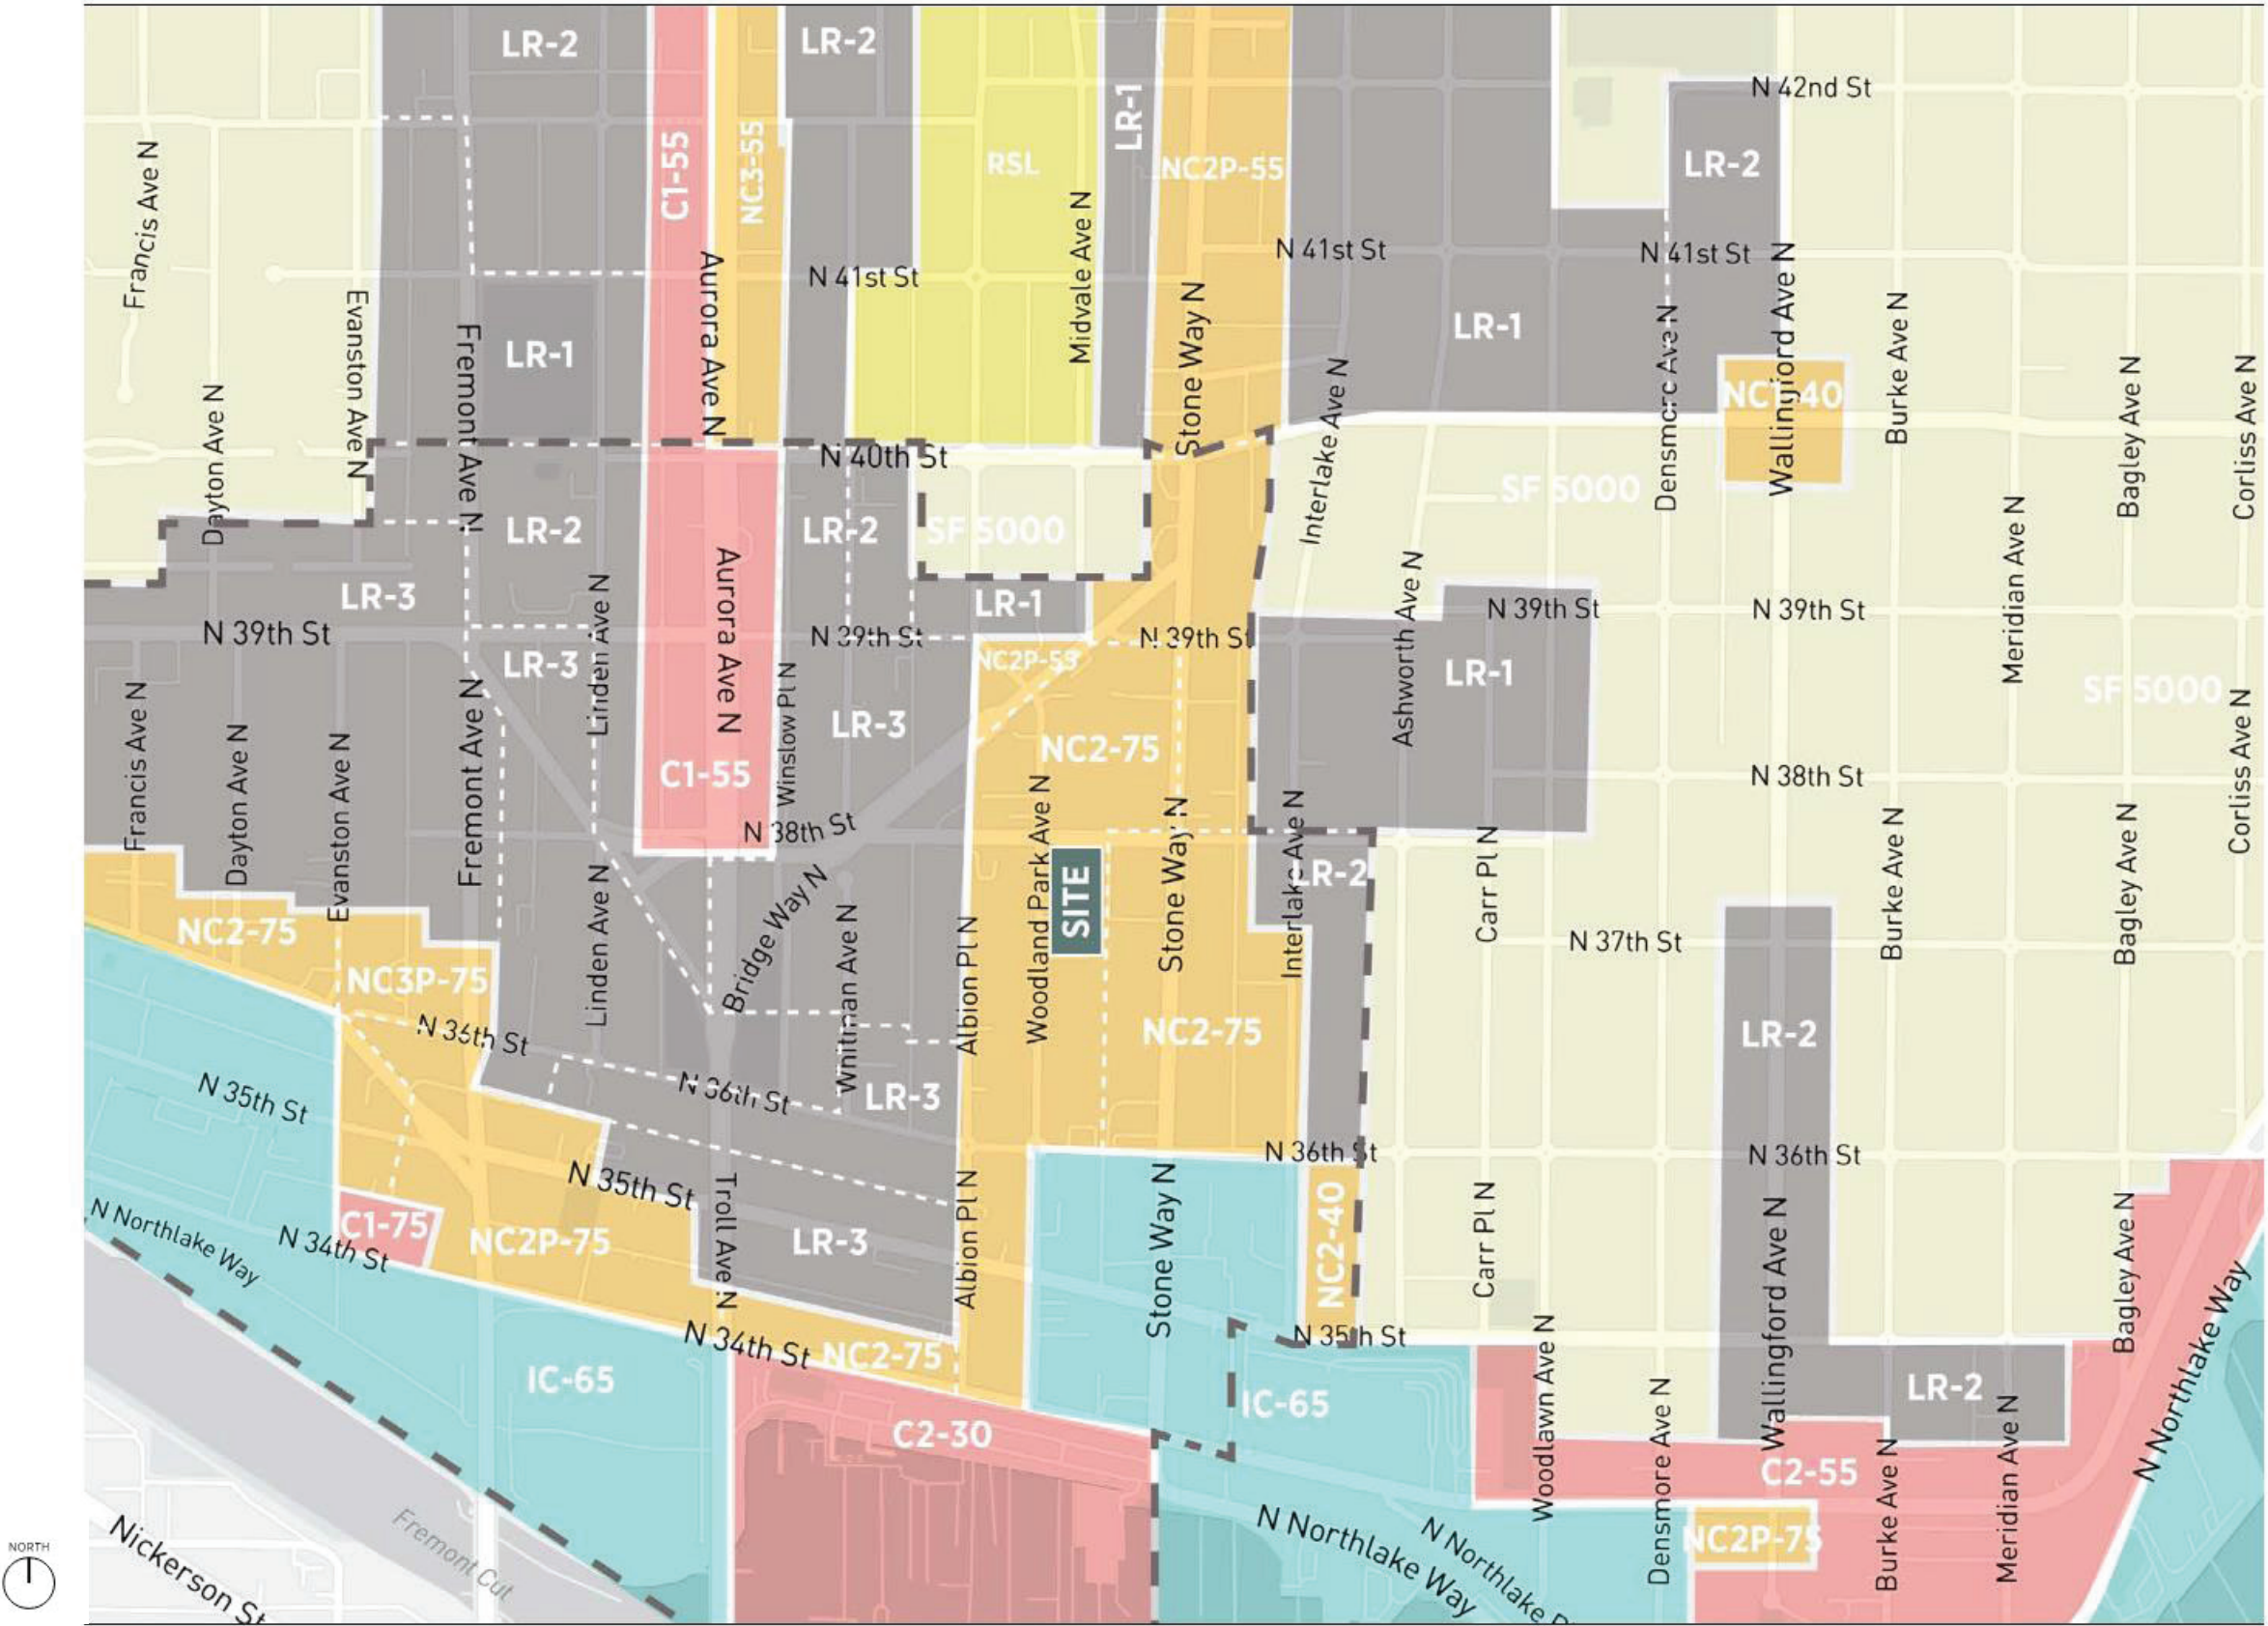 LR-2
LR-2
N 42nd St
LR-1
C1-55
NC3-55
RSL
NC2P-55
LR-2
Francis Ave N
Midvale Ave N
N 41st St
N 41st St
N 41st St
Evanston Ave N
Fremont Ave N
LR-1
Aurora Ave N
Stone Way N
LR-1
Wallingford Ave N
Burke Ave N
Densmore Ave N
Interlake Ave N
NC1-40
Dayton Ave N
Bagley Ave N
Corliss Ave N
N 40th St
SF 5000
LR-2
LR-2
SF 5000
Meridian Ave N
LR-3
Linden Ave N
Aurora Ave N
LR-1
Ashworth Ave N
N 39th St
N 39th St
N 39th St
N 39th St
N 39th St
LR-3
NC2P-55
LR-1
SF 5000
Francis Ave N
Dayton Ave N
Evanston Ave N
Fremont Ave N
Winslow Pl N
LR-3
NC2-75
Corliss Ave N
C1-55
N 38th St
N 38th St
Woodland Park Ave N
Stone Way N
Interlake Ave N
LR-2
Carr Pl N
Burke Ave N
Bagley Ave N
Linden Ave N
Bridge Way N
Whitman Ave N
Albion Pl N
SITE
NC2-75
N 37th St
NC3P-75
N 36th St
NC2-75
LR-2
N 35th St
N 36th St
LR-3
N 36th St
N 36th St
N 35th St
Troll Ave N
Albion Pl N
Stone Way N
NC2-40
Carr Pl N
Wallingford Ave N
Bagley Ave N
N Northlake Way
N 34th St
C1-75
NC2P-75
LR-3
N Northlake Way
N 34th St
NC2-75
N 35th St
Woodlawn Ave N
IC-65
IC-65
LR-2
C2-30
Densmore Ave N
C2-55
Burke Ave N
Meridian Ave N
Fremont Cut
Nickerson St
N Northlake Way
NC2P-75
NORTH